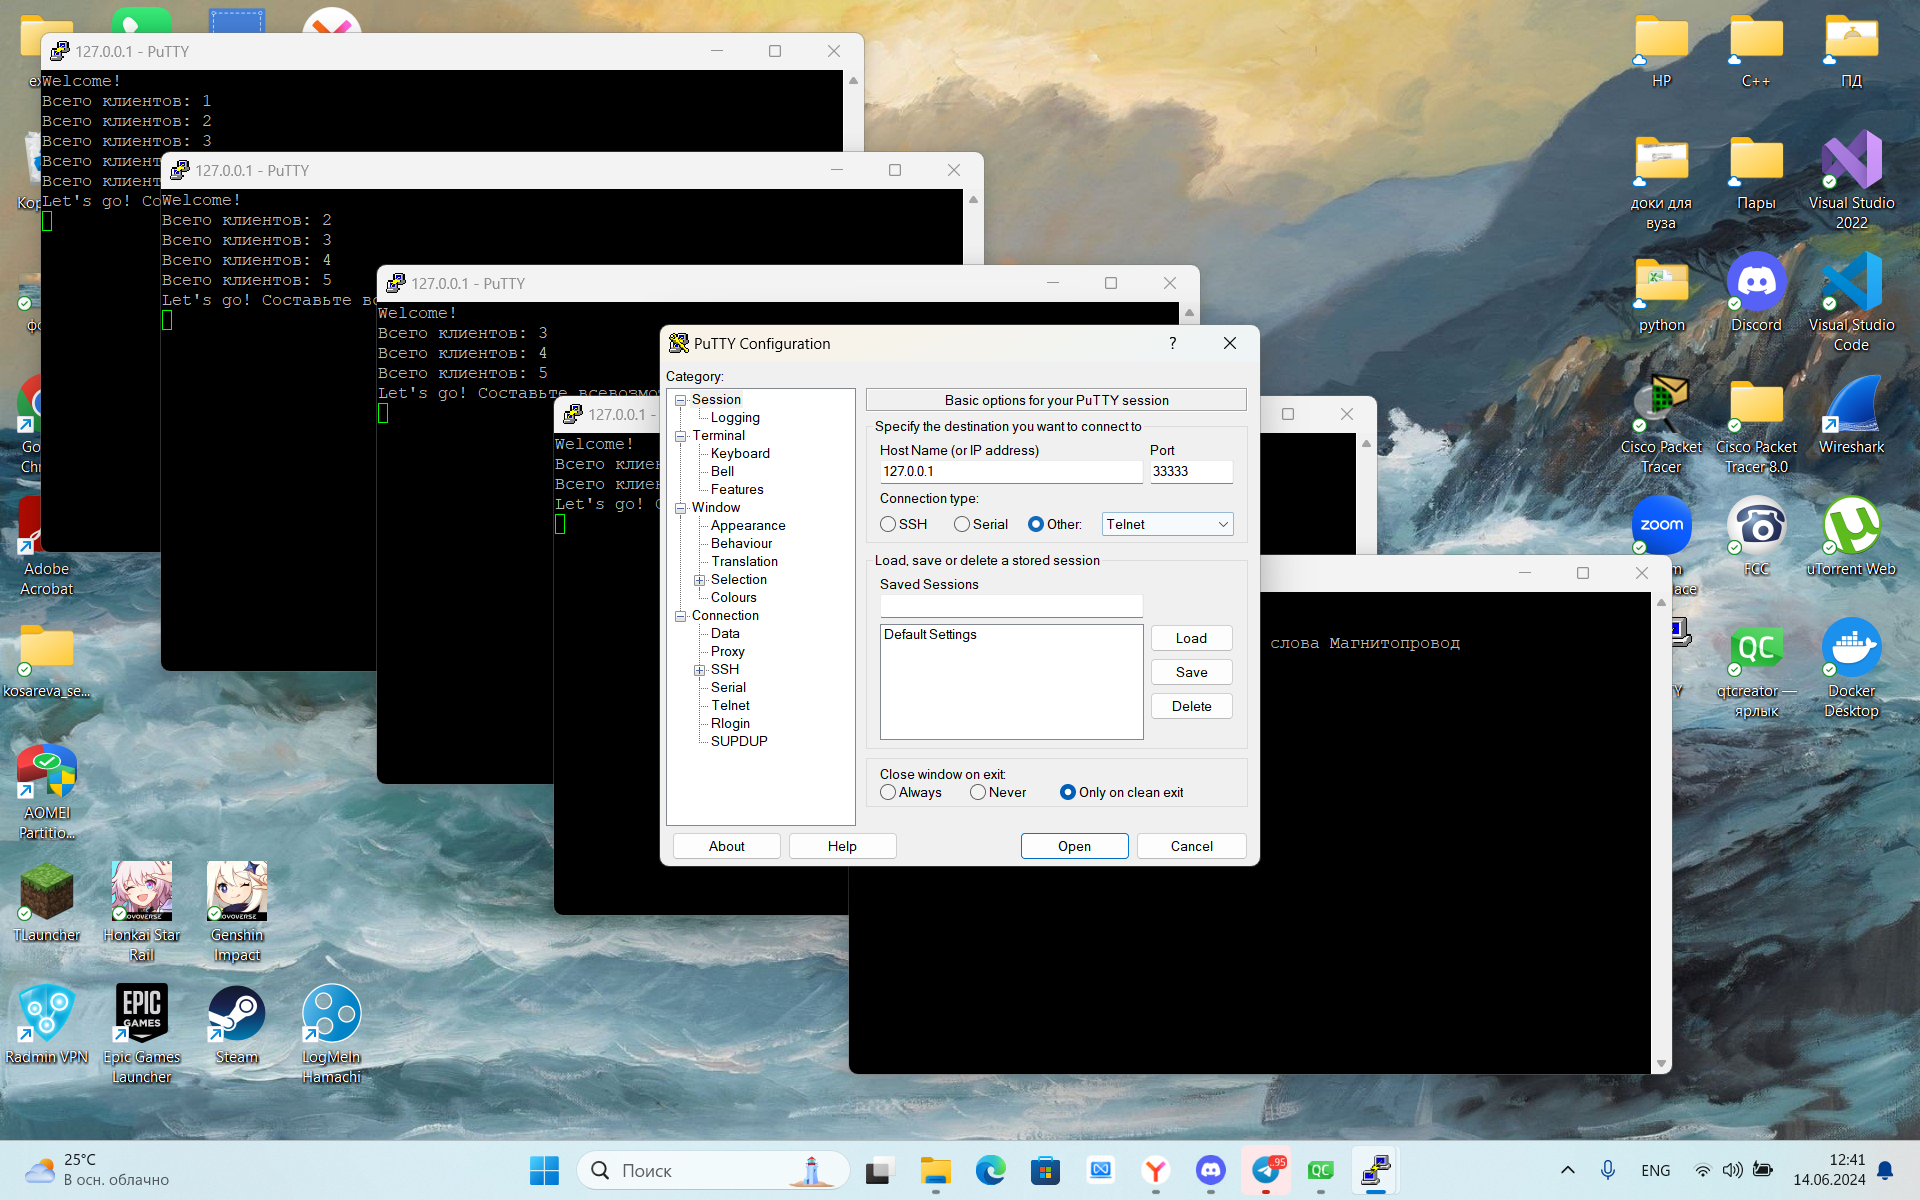 127.0.0.1 - PuTTY
Welcome!
Всего клиентов: 1
Всего клиентов: 2
Всего клиентов: 3
Всего клиент
Всего клиент
Let's go! Со
127.0.0.1 - PuTTY
Welcome!
Всего клиентов: 2
Всего клиентов: 3
Всего клиентов: 4
Всего клиентов: 5
Let's go! Составьте вс
127.0.0.1 - PuTTY
Welcome!
Всего клиентов: 3
Всего клиентов: 4
Всего клиентов: 5
Let's go! Составьте всевозмо
127.0.0.1 -
Welcome!
Всего клиен
Всего клиен
Let's go!
слова Магнитопровод
PuTTY Configuration
?
Category:
Session
Logging
Terminal
Keyboard
Bell
Features
Window
Appearance
Behaviour
Translation
Selection
Colours
Connection
Data
Proxy
SSH
Serial
Telnet
Rlogin
SUPDUP
Basic options for your PuTTY session
Specify the destination you want to connect to
Host Name (or IP address) Port
127.0.0.1 33333
Connection type:
SSH Serial Other: Telnet
Load, save or delete a stored session
Saved Sessions
Default Settings
Load
Save
Delete
Close window on exit:
Always Never Only on clean exit
About Help Open Cancel
Adobe
Acrobat
kosareva_se...
AOMEI
Partitio...
TLauncher
Honkai Star
Rail
HOYOVERSE
Genshin
Impact
HOYOVERSE
Radmin VPN
EPIC
GAMES
Epic Games
Launcher
Steam
LogMeIn
Hamachi
HP
C++
ПД
доки для
вуза
Пары
Visual Studio
2022
python
Discord
Visual Studio
Code
Cisco Packet
Tracer
Cisco Packet
Tracer 8.0
Wireshark
zoom
FCC
uTorrent Web
QC
qtcreator —
ярлык
Docker
Desktop
25°C
В осн. облачно
Поиск
95
QC
ENG
12:41
14.06.2024